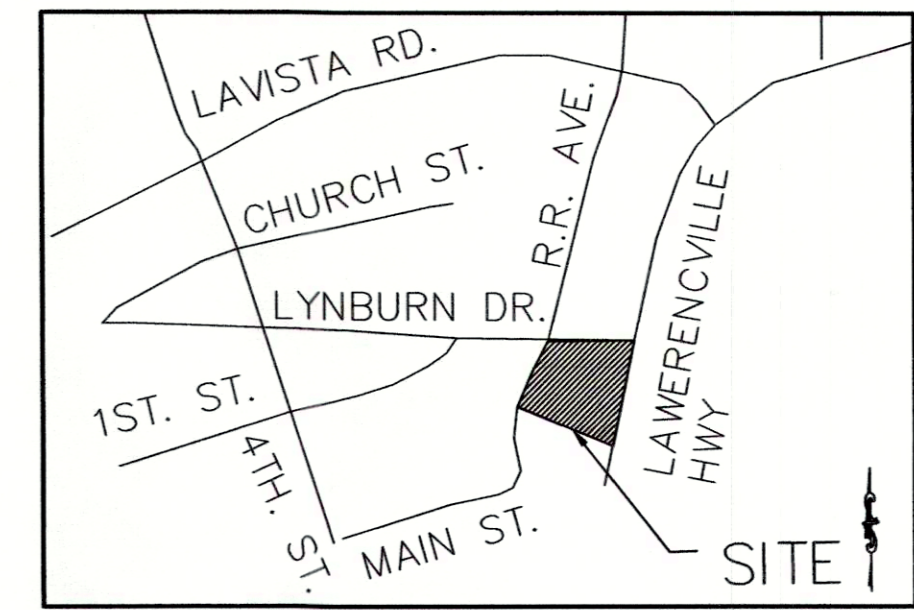 LAVISTA RD.
CHURCH ST.
R.R. AVE.
LYNBURN DR.
LAWERENCVILLE
HWY
1ST. ST.
4TH. ST.
MAIN ST.
SITE